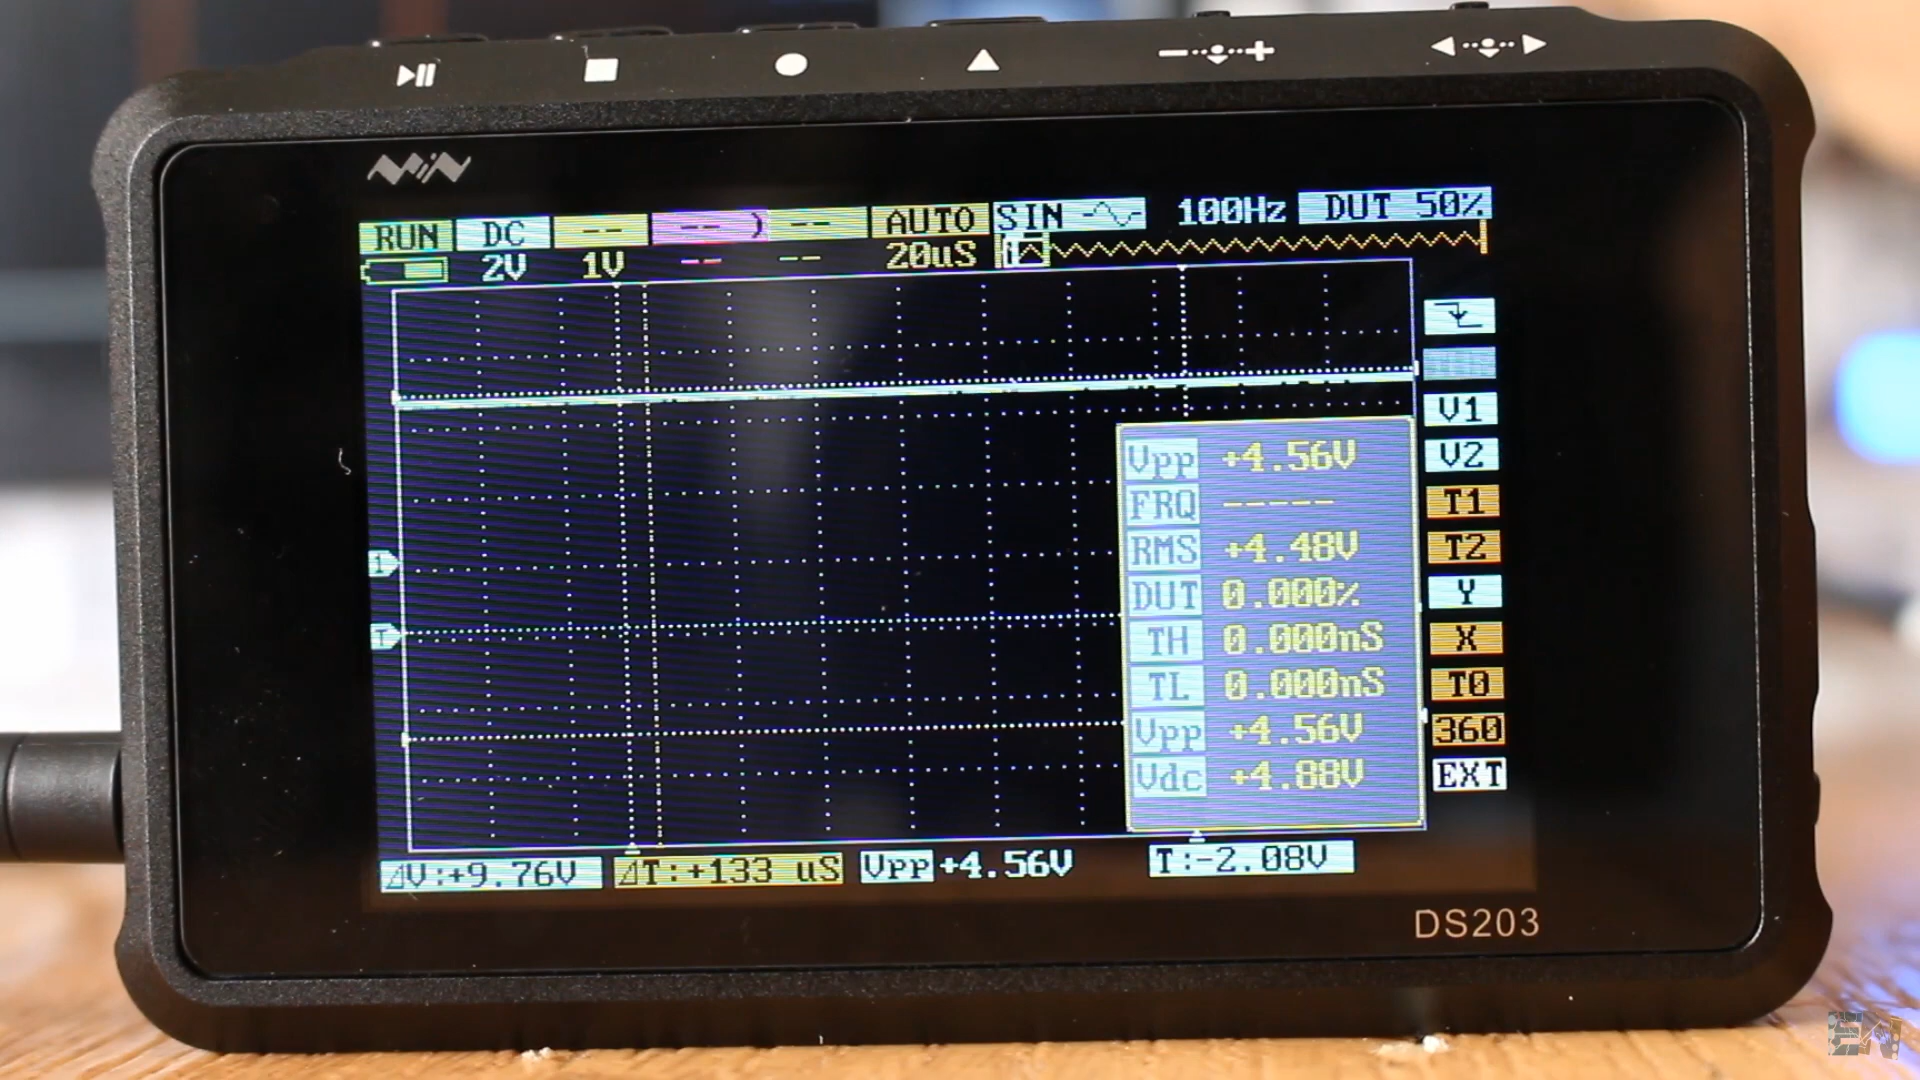 MiNi
RUN DC -- -- ) -- AUTO SIN 100Hz DUT 50%
2V 1V -- -- 20uS
V1
V2
T1
T2
Y
X
T0
360
EXT
Vpp +4.56V
FRQ -----
RMS +4.48V
DUT 0.000%
TH 0.000nS
TL 0.000nS
Vpp +4.56V
Vdc +4.88V
1
T
⊿V:+9.76V ⊿T:+133 uS Vpp +4.56V T:-2.08V
DS203